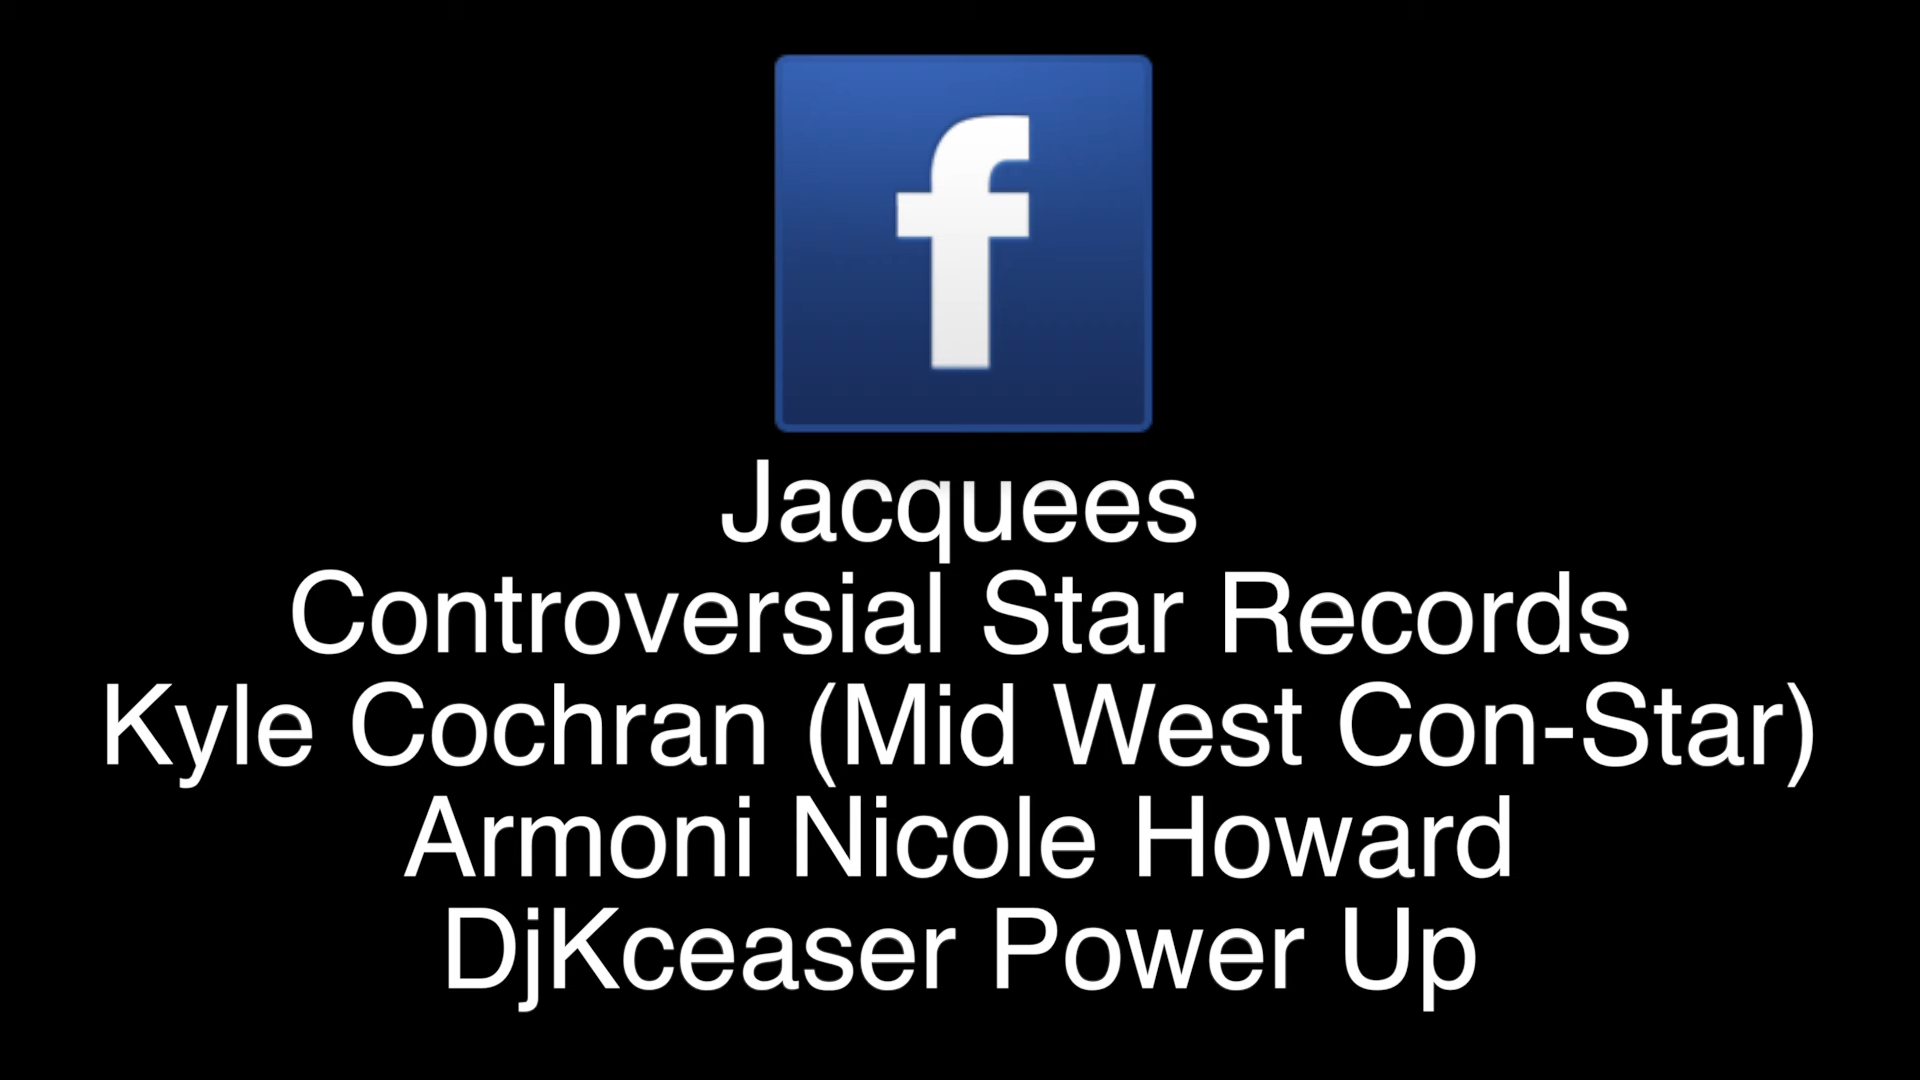 f
Jacquees
Controversial Star Records
Kyle Cochran (Mid West Con-Star)
Armoni Nicole Howard
DjKceaser Power Up